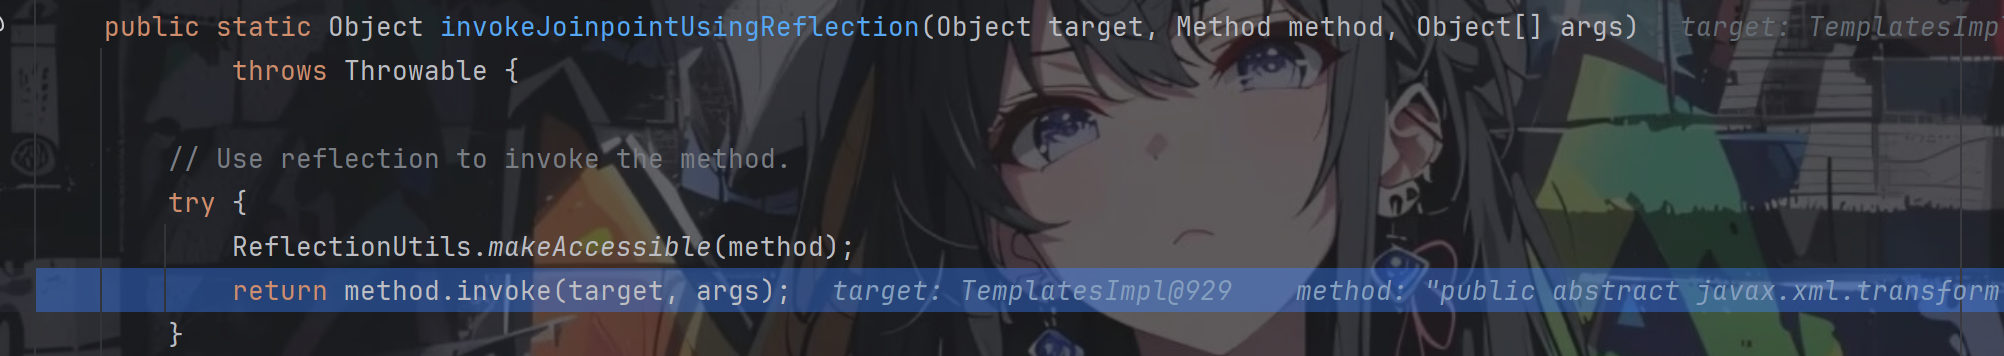 public static Object invokeJoinpointUsingReflection(Object target, Method method, Object[] args)  target: TemplatesImp
throws Throwable {
// Use reflection to invoke the method.
try {
ReflectionUtils.makeAccessible(method);
return method.invoke(target, args);  target: TemplatesImpl@929  method: "public abstract javax.xml.transform
}